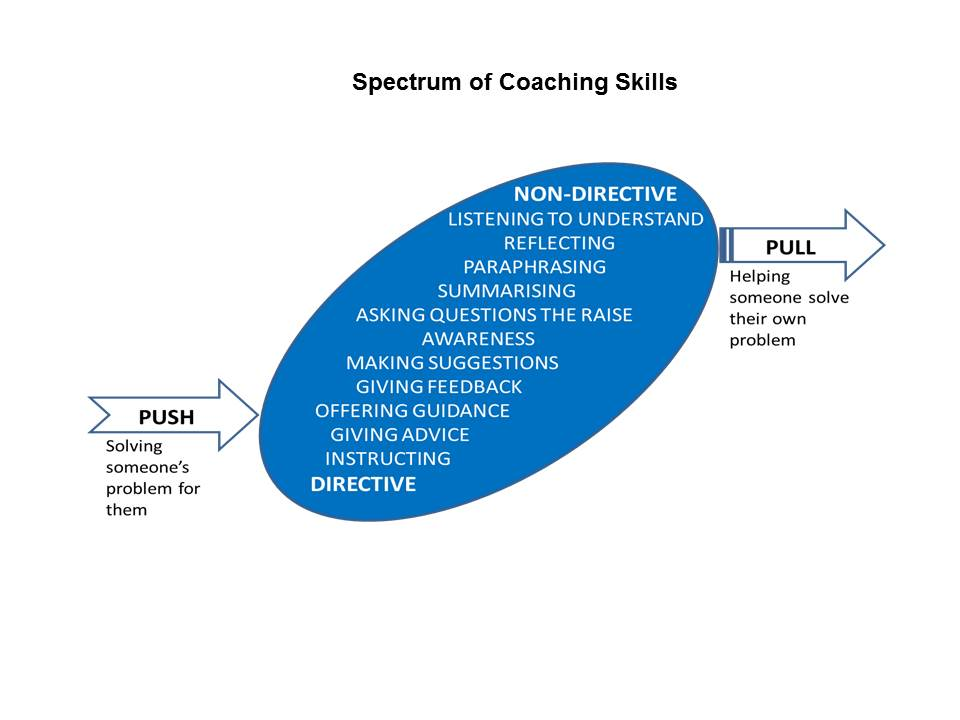 Spectrum of Coaching Skills
NON-DIRECTIVE
LISTENING TO UNDERSTAND
REFLECTING
PARAPHRASING
SUMMARISING
ASKING QUESTIONS THE RAISE
AWARENESS
MAKING SUGGESTIONS
GIVING FEEDBACK
OFFERING GUIDANCE
GIVING ADVICE
INSTRUCTING
DIRECTIVE
PULL
Helping
someone solve
their own
problem
PUSH
Solving
someone’s
problem for
them